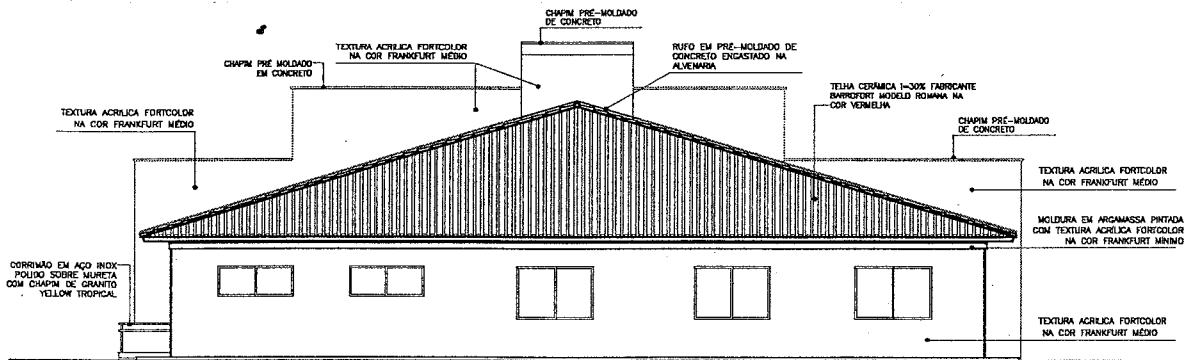 CHAPIM PRÉ-MOLDADO
DE CONCRETO
TEXTURA ACRÍLICA FORTCOLOR
NA COR FRANKFURT MÉDIO
RUFO EM PRÉ-MOLDADO DE
CONCRETO ENGASTADO NA
ALVENARIA
CHAPIM PRÉ MOLDADO
EM CONCRETO
TELHA CERÂMICA I=30% FABRICANTE
BARROFORT MODELO ROMANA NA
COR VERMELHA
TEXTURA ACRILICA FORTCOLOR
NA COR FRANKFURT MÉDIO
CHAPIM PRÉ-MOLDADO
DE CONCRETO
TEXTURA ACRILICA FORTCOLOR
NA COR FRANKFURT MÉDIO
MOLDURA EM ARGAMASSA PINTADA
COM TEXTURA ACRÍLICA FORTCOLOR
NA COR FRANKFURT MINIMO
CORRIMÃO EM AÇO INOX
POLIDO SOBRE MURETA
COM CHAPIM DE GRANITO
YELLOW TROPICAL
TEXTURA ACRILICA FORTCOLOR
NA COR FRANKFURT MÉDIO